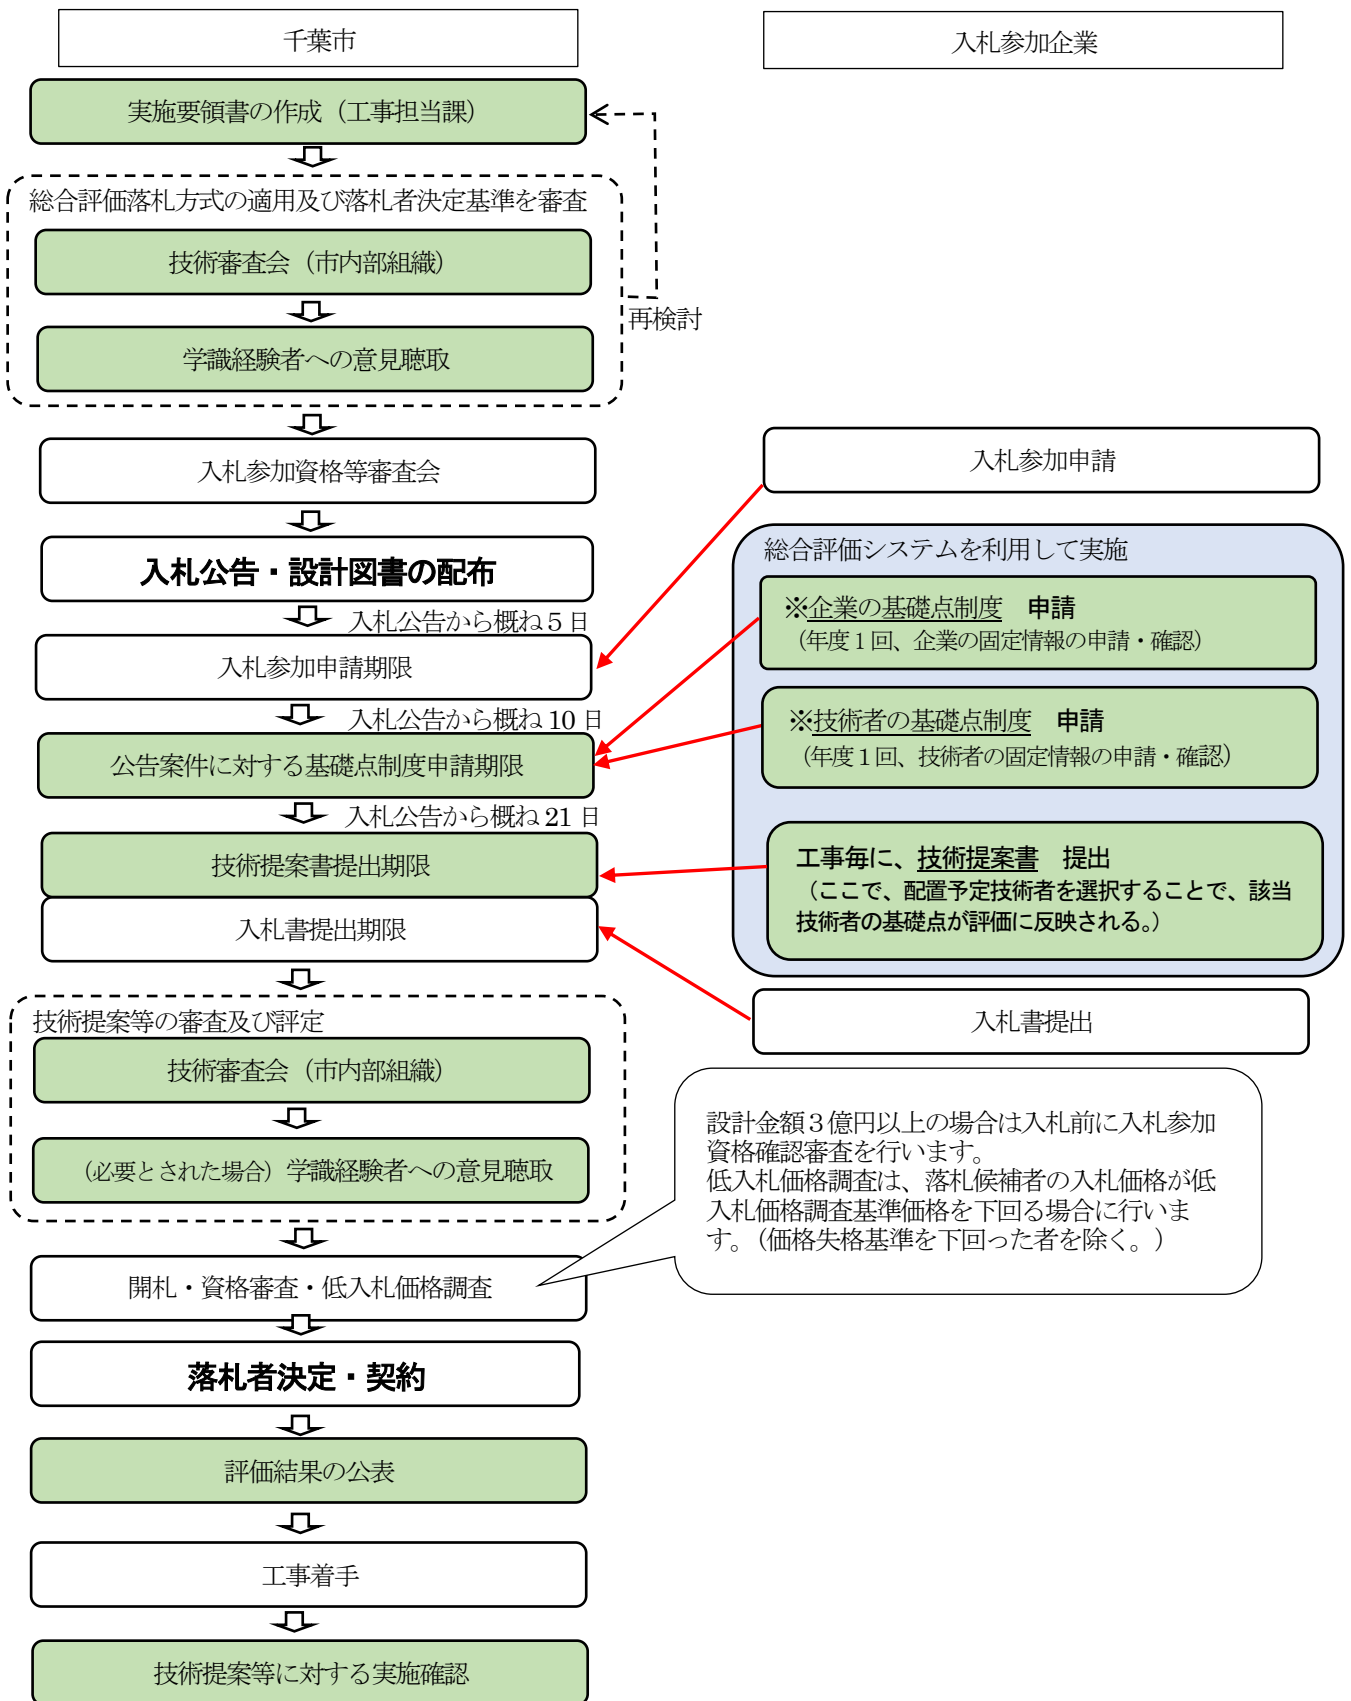 千葉市
入札参加企業
実施要領書の作成（工事担当課）
総合評価落札方式の適用及び落札者決定基準を審査
技術審査会（市内部組織）
再検討
学識経験者への意見聴取
入札参加資格等審査会
入札参加申請
入札公告・設計図書の配布
総合評価システムを利用して実施
※企業の基礎点制度　申請
（年度１回、企業の固定情報の申請・確認）
入札公告から概ね５日
入札参加申請期限
※技術者の基礎点制度　申請
（年度１回、技術者の固定情報の申請・確認）
入札公告から概ね 10 日
公告案件に対する基礎点制度申請期限
入札公告から概ね 21 日
技術提案書提出期限
工事毎に、技術提案書　提出
（ここで、配置予定技術者を選択することで、該当
技術者の基礎点が評価に反映される。）
入札書提出期限
入札書提出
技術提案等の審査及び評定
技術審査会（市内部組織）
（必要とされた場合）学識経験者への意見聴取
設計金額３億円以上の場合は入札前に入札参加
資格確認審査を行います。
低入札価格調査は、落札候補者の入札価格が低
入札価格調査基準価格を下回る場合に行いま
す。（価格失格基準を下回った者を除く。）
開札・資格審査・低入札価格調査
落札者決定・契約
評価結果の公表
工事着手
技術提案等に対する実施確認